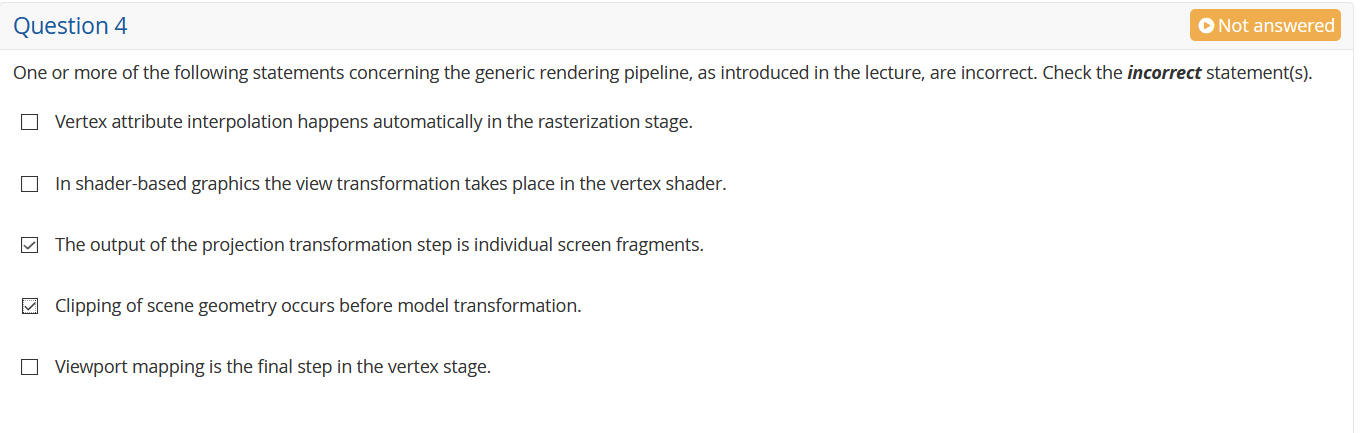 Question 4
Not answered
One or more of the following statements concerning the generic rendering pipeline, as introduced in the lecture, are incorrect. Check the incorrect statement(s).
Vertex attribute interpolation happens automatically in the rasterization stage.
In shader-based graphics the view transformation takes place in the vertex shader.
The output of the projection transformation step is individual screen fragments.
Clipping of scene geometry occurs before model transformation.
Viewport mapping is the final step in the vertex stage.